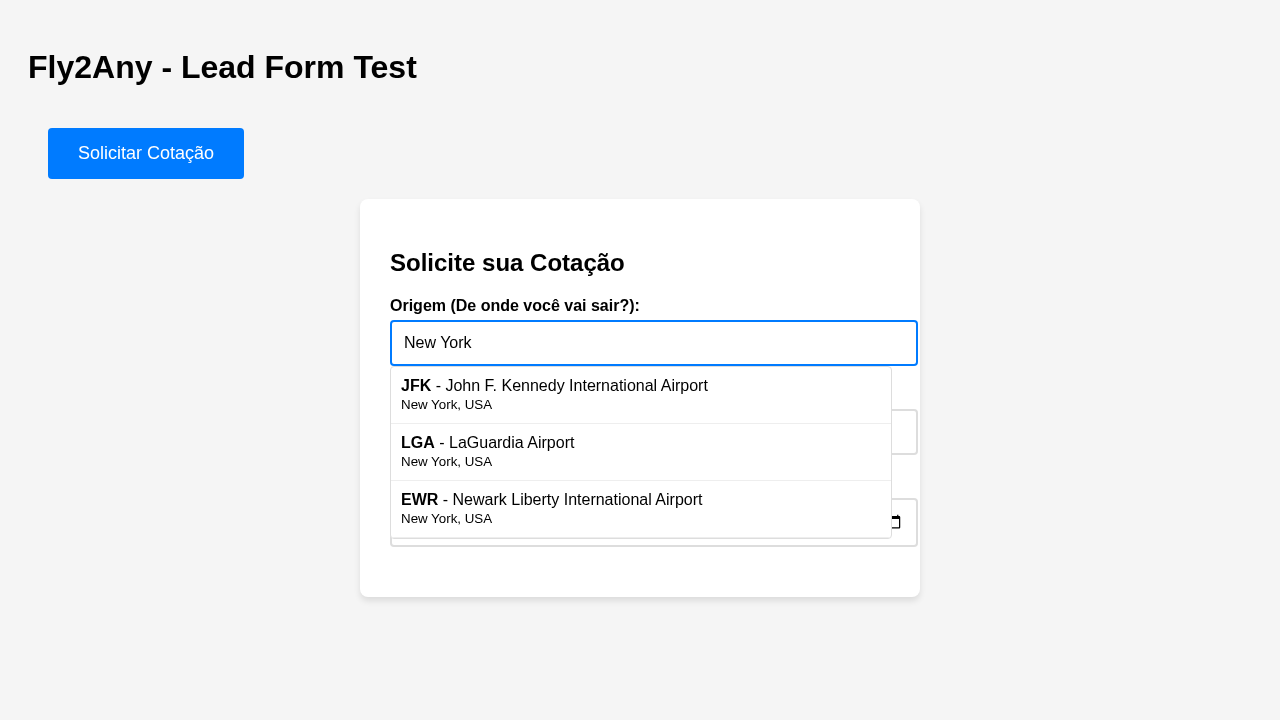 Fly2Any - Lead Form Test
Solicitar Cotação
Solicite sua Cotação
Origem (De onde você vai sair?):
New York
JFK - John F. Kennedy International Airport
New York, USA
LGA - LaGuardia Airport
New York, USA
EWR - Newark Liberty International Airport
New York, USA